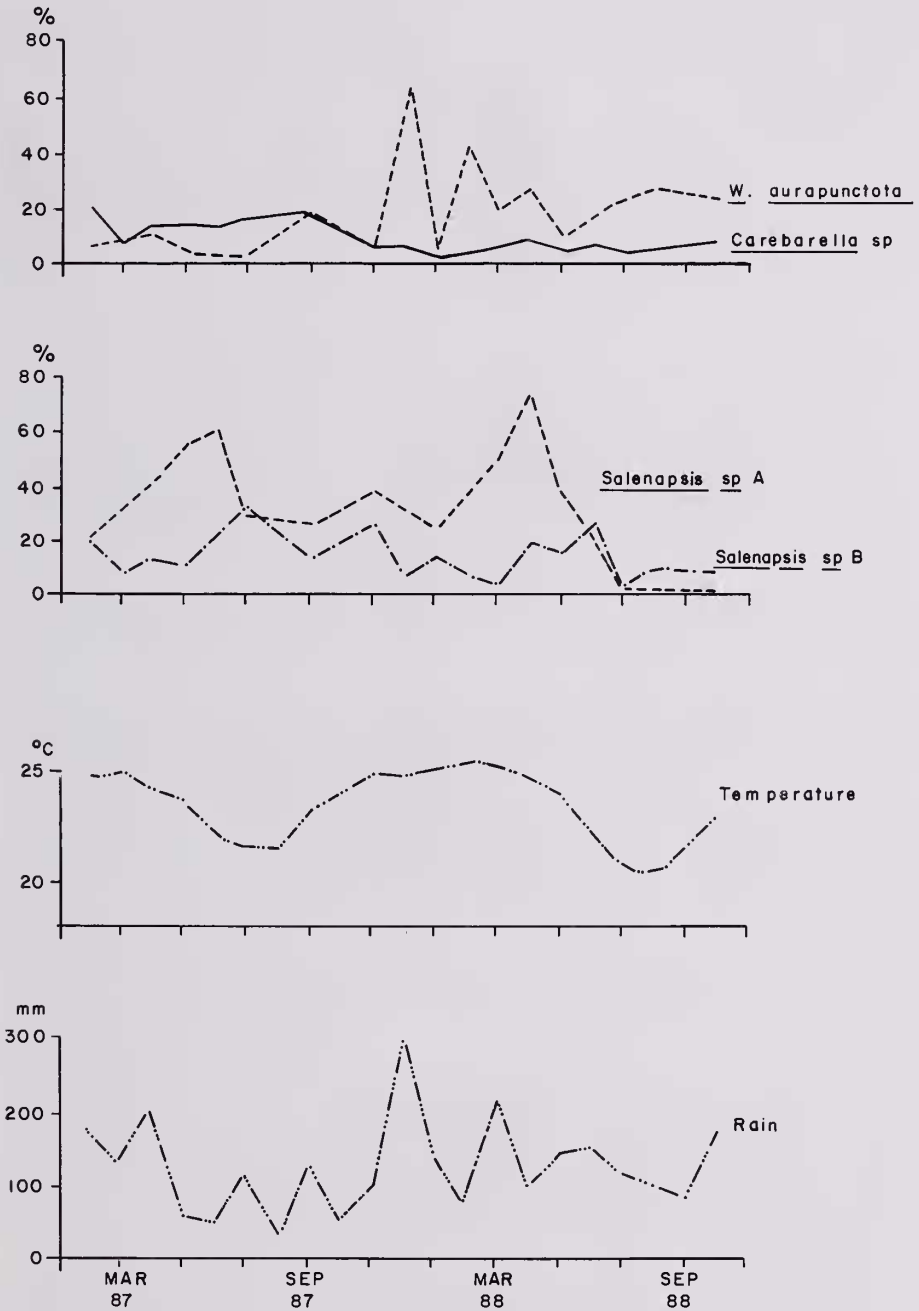 %
80
60
40
20
0
W. aurapunctota
Carebarella sp
%
80
60
40
20
0
Salenapsis sp A
Salenapsis sp B
°C
25
20
Temperature
mm
300
200
100
0
Rain
MAR SEP MAR SEP
87 87 88 88